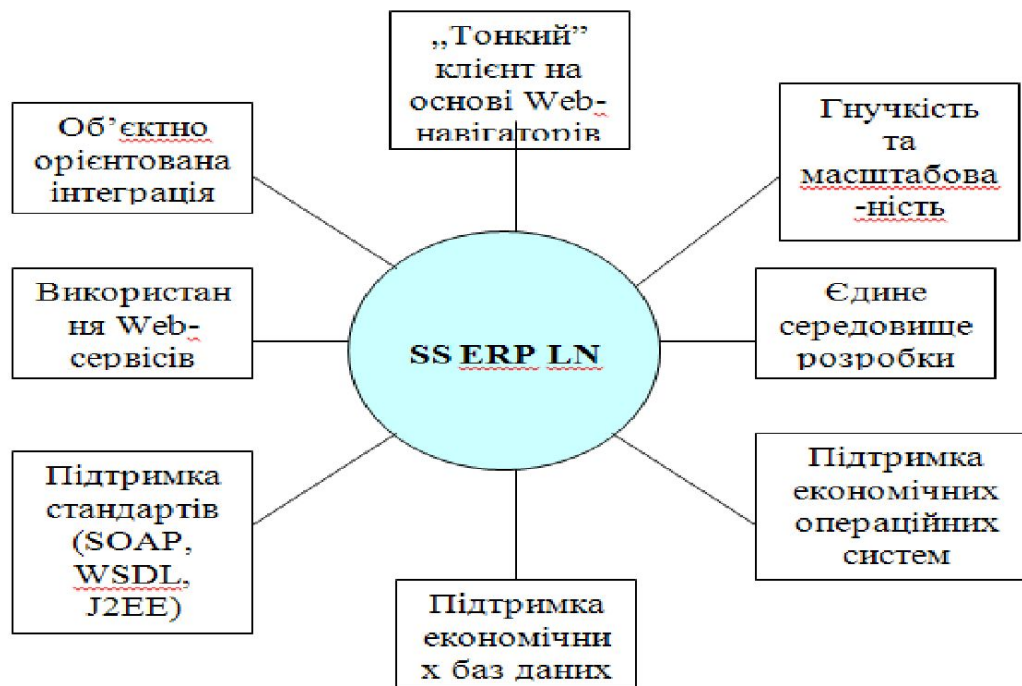 „Тонкий”
клієнт на
основі Web-
навігаторів
Об’єктно
орієнтована
інтеграція
Гнучкість
та
масштабова
-ність
Використан
ня Web-
сервісів
SS ERP LN
Єдине
середовище
розробки
Підтримка
стандартів
(SOAP,
WSDL,
J2EE)
Підтримка
економічних
операційних
систем
Підтримка
економічни
х баз даних